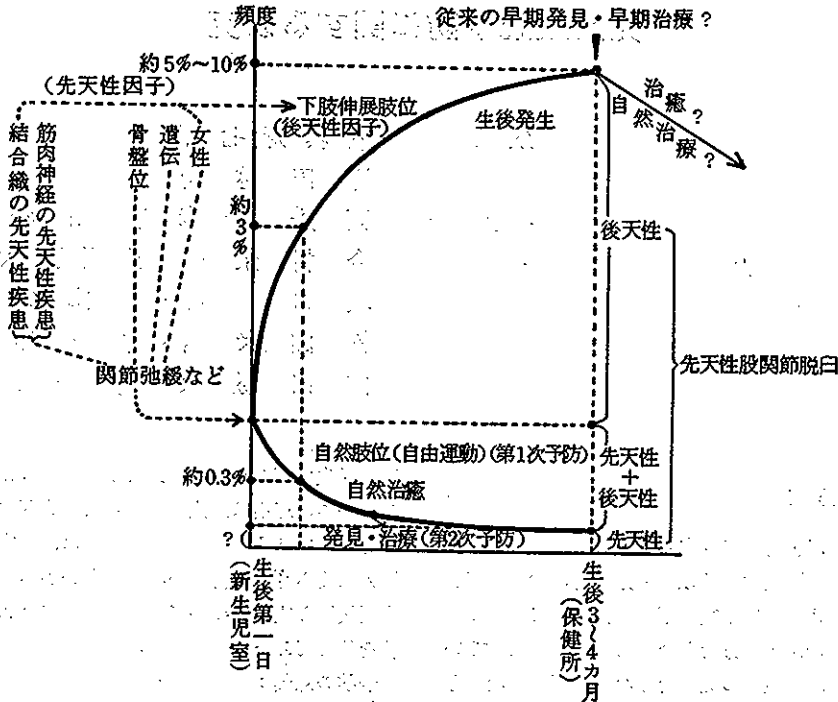 頻度
従来の早期発見・早期治療？
約5%~10%
(先天性因子)
下肢伸展肢位
(後天性因子)
生後発生
治癒？
自然治療？
女性
遺伝
骨盤位
筋肉神経の先天性疾患
結合織の先天性疾患
約3%
後天性
関節弛緩など
先天性股関節脱臼
自然肢位(自由運動)(第1次予防)
先天性
+
後天性
約0.3%
自然治癒
？
発見・治療(第2次予防)
先天性
生後第一日
(新生児室)
生後3~4カ月
(保健所)